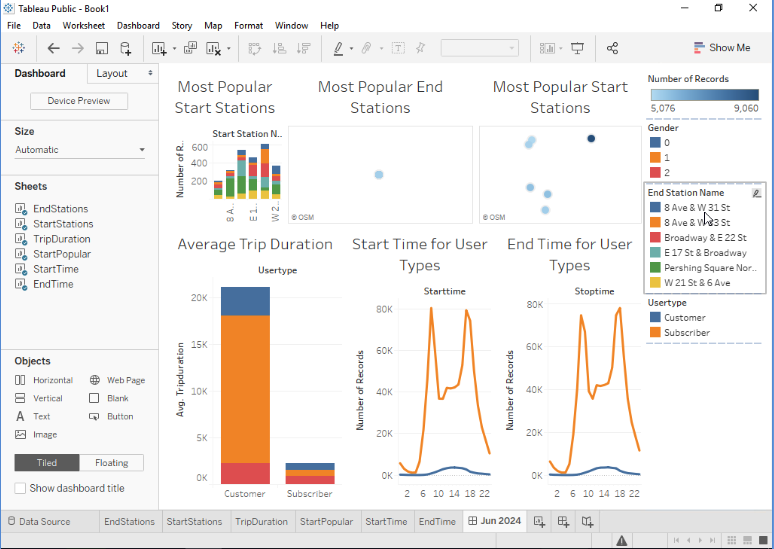 Tableau Public - Book1
File Data Worksheet Dashboard Story Map Format Window Help
Show Me
Dashboard Layout
Device Preview
Size
Automatic
Sheets
EndStations
StartStations
TripDuration
StartPopular
StartTime
EndTime
Objects
Horizontal Web Page
Vertical Blank
Text Button
Image
Tiled Floating
Show dashboard title
Most Popular
Start Stations
Start Station N..
Number of R..
600
400
200
8 A..
E 1..
W 2..
Most Popular End
Stations
© OSM
Most Popular Start
Stations
© OSM
Average Trip Duration
Usertype
Avg. Tripduration
20K
15K
10K
5K
0K
Customer Subscriber
Start Time for User
Types
Starttime
Number of Records
80K
60K
40K
20K
0K
2 6 10 14 18 22
End Time for User
Types
Stoptime
Number of Records
80K
60K
40K
20K
0K
2 6 10 14 18 22
Number of Records
5,076 9,060
Gender
0
1
2
End Station Name
8 Ave & W 31 St
8 Ave & W 33 St
Broadway & E 22 St
E 17 St & Broadway
Pershing Square Nor..
W 21 St & 6 Ave
Usertype
Customer
Subscriber
Data Source EndStations StartStations TripDuration StartPopular StartTime EndTime Jun 2024